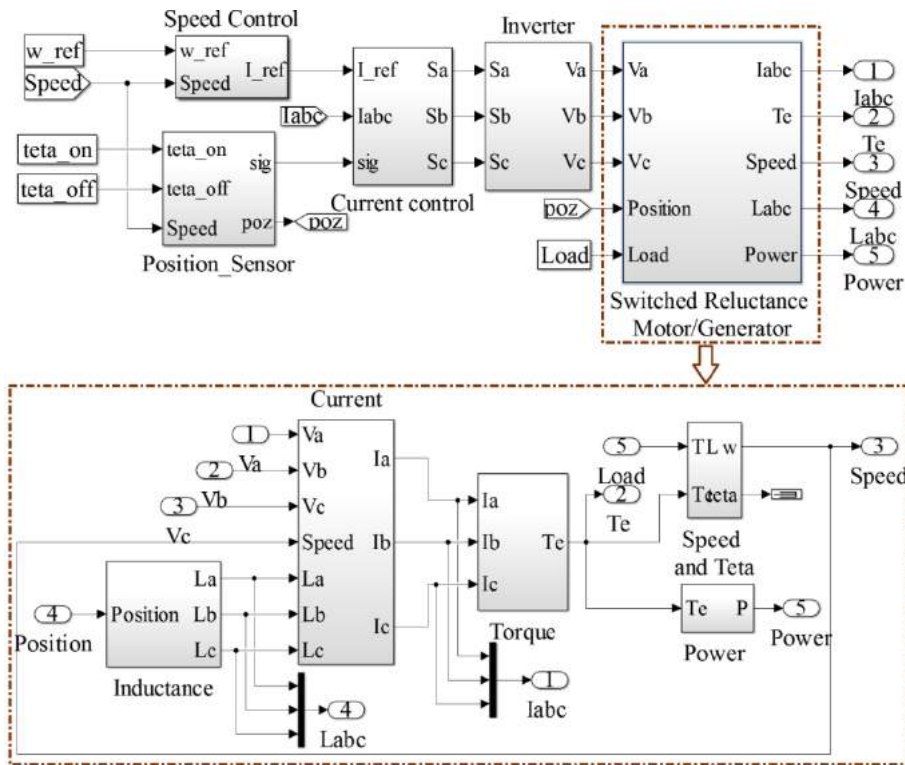 Speed Control
Inverter
w_ref
w_ref
I_ref
Speed
Speed
I_ref
Sa
Sa
Va
Va
Iabc
1
Iabc
Iabc
Iabc
Sb
Sb
Vb
Vb
Te
2
Te
teta_on
teta_on
sig
sig
Sc
Sc
Vc
Vc
Speed
3
Speed
teta_off
teta_off
Current control
Speed
poz
poz
poz
Position
Labc
4
Labc
Position_Sensor
Load
Load
Power
5
Power
Switched Reluctance
Motor/Generator
Current
1
Va
Va
Ia
2
Vb
Vb
3
Vc
Vc
Speed
Ib
Ia
Ib
Ic
Te
Torque
5
Load
2
Te
TL
w
Te
teta
3
Speed
Speed
and Teta
4
Position
Position
La
Lb
Lc
Inductance
La
Lb
Lc
Ic
Te
P
5
Power
Power
4
Labc
1
Iabc